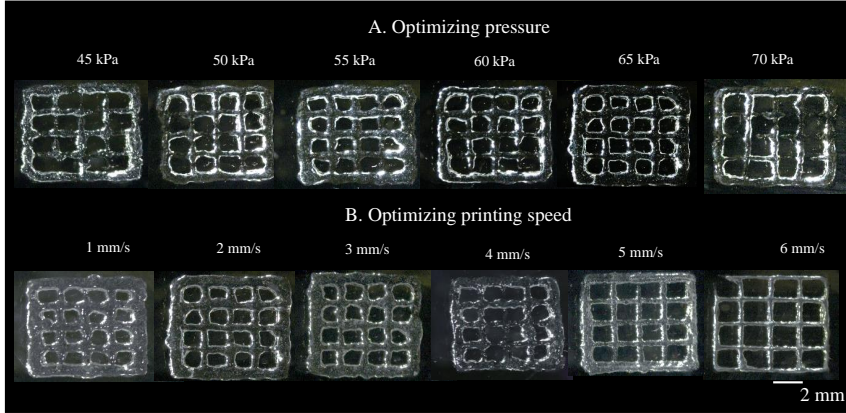 A. Optimizing pressure
45 kPa 50 kPa 55 kPa 60 kPa 65 kPa 70 kPa
B. Optimizing printing speed
1 mm/s 2 mm/s 3 mm/s 4 mm/s 5 mm/s 6 mm/s
2 mm